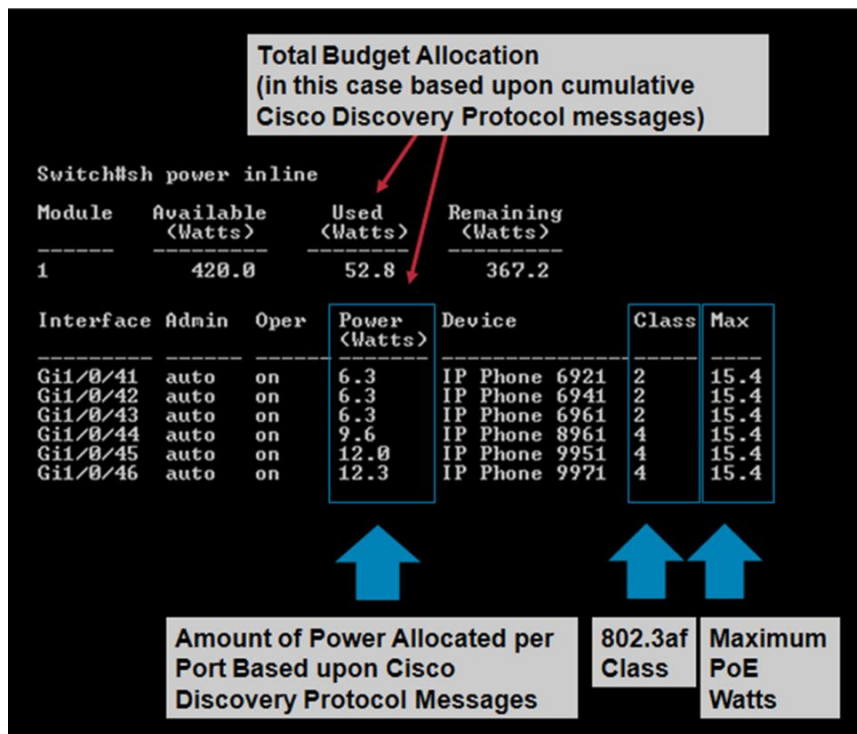 Total Budget Allocation
(in this case based upon cumulative
Cisco Discovery Protocol messages)
Switch#sh power inline
Module Available Used Remaining
(Watts) (Watts) (Watts)
------ --------- -------- ---------
1 420.0 52.8 367.2
Interface Admin Oper Power Device Class Max
(Watts)
--------- ------ ----- ------- ------------------- ----- ----
Gi1/0/41 auto on 6.3 IP Phone 6921 2 15.4
Gi1/0/42 auto on 6.3 IP Phone 6941 2 15.4
Gi1/0/43 auto on 6.3 IP Phone 6961 2 15.4
Gi1/0/44 auto on 9.6 IP Phone 8961 4 15.4
Gi1/0/45 auto on 12.0 IP Phone 9951 4 15.4
Gi1/0/46 auto on 12.3 IP Phone 9971 4 15.4
Amount of Power Allocated per
Port Based upon Cisco
Discovery Protocol Messages
802.3af
Class
Maximum
PoE
Watts